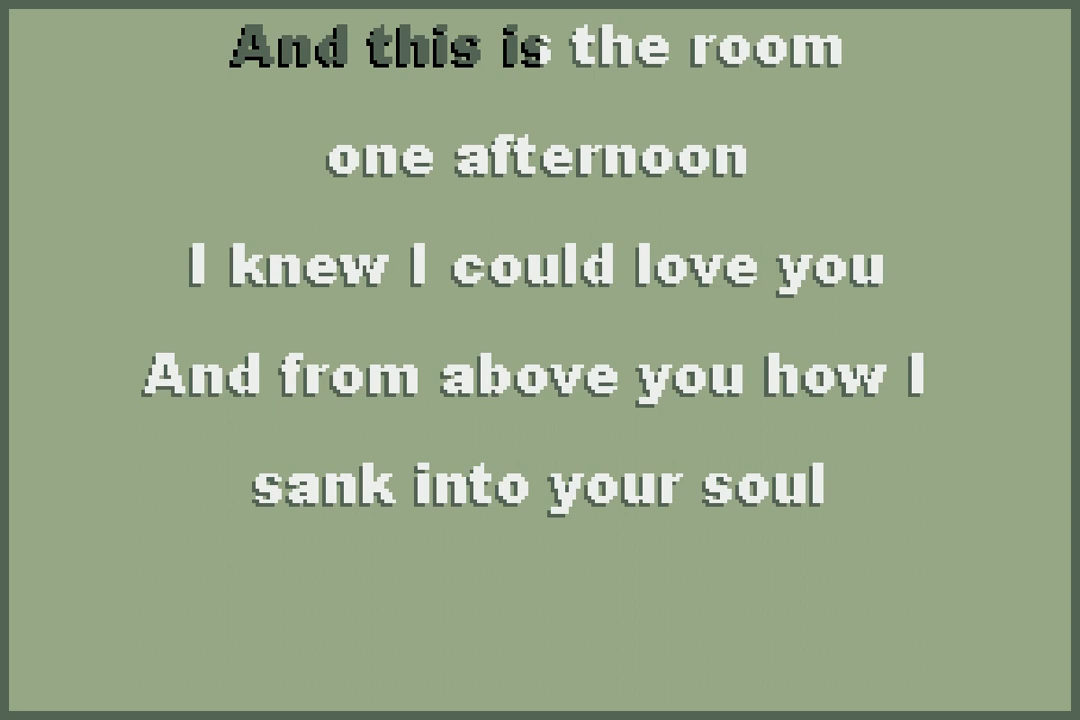 And this is the room
one afternoon
I knew I could love you
And from above you how I
sank into your soul